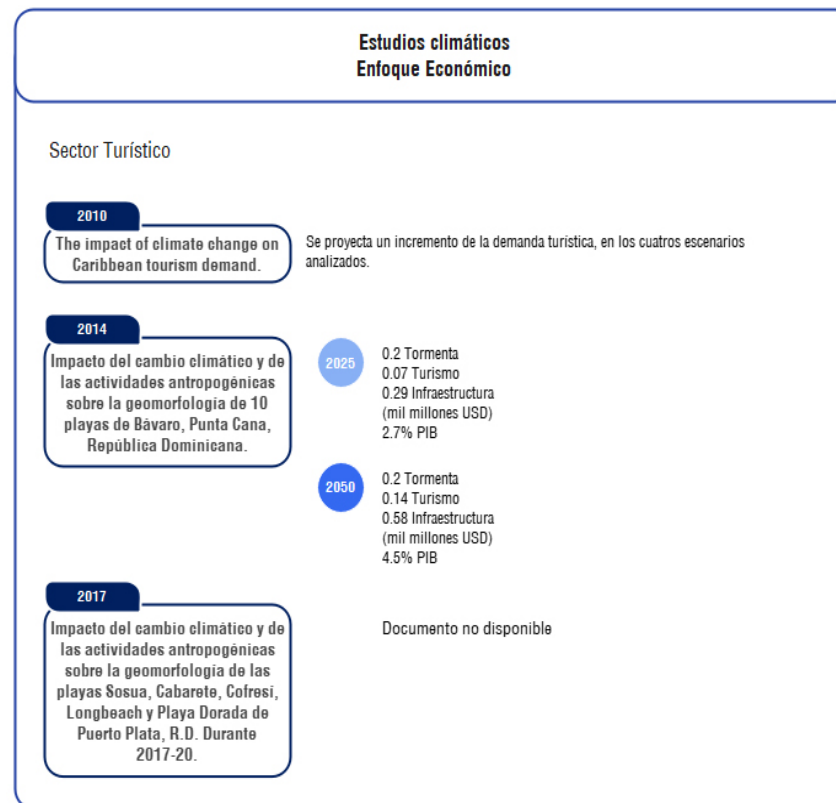 Estudios climáticos
Enfoque Económico
Sector Turístico
2010
The impact of climate change on
Caribbean tourism demand.
Se proyecta un incremento de la demanda turística, en los cuatros escenarios
analizados.
2014
Impacto del cambio climático y de
las actividades antropogénicas
sobre la geomorfología de 10
playas de Bávaro, Punta Cana,
República Dominicana.
2025
0.2 Tormenta
0.07 Turismo
0.29 Infraestructura
(mil millones USD)
2.7% PIB
2050
0.2 Tormenta
0.14 Turismo
0.58 Infraestructura
(mil millones USD)
4.5% PIB
2017
Impacto del cambio climático y de
las actividades antropogénicas
sobre la geomorfología de las
playas Sosua, Cabarete, Cofresí,
Longbeach y Playa Dorada de
Puerto Plata, R.D. Durante
2017-20.
Documento no disponible